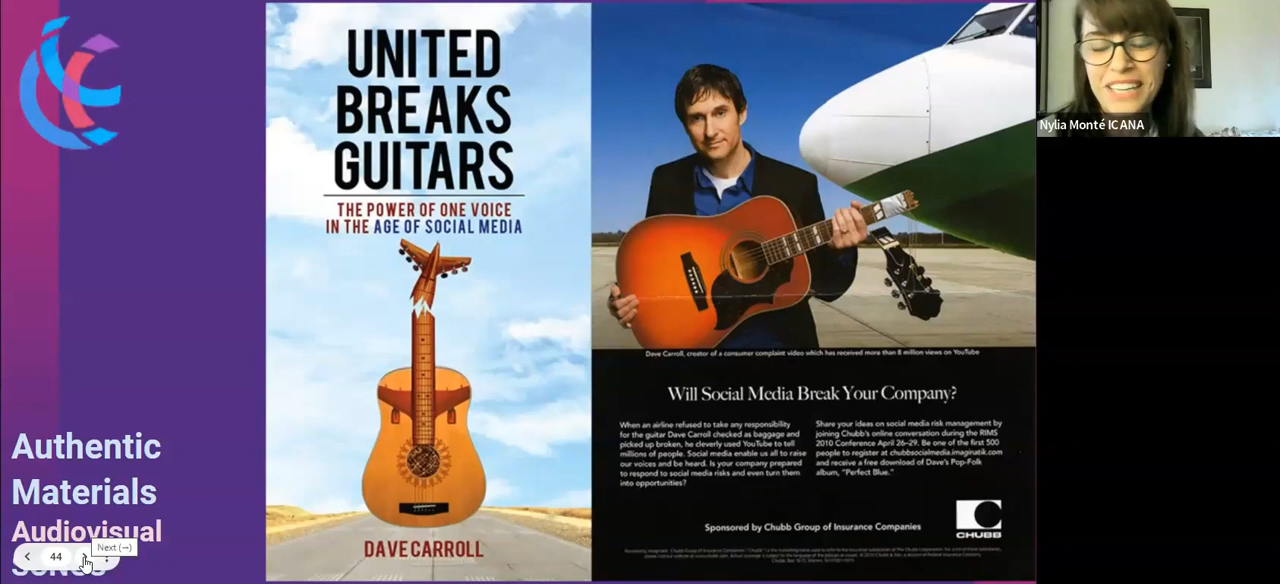 UNITED
BREAKS
GUITARS
THE POWER OF ONE VOICE
IN THE AGE OF SOCIAL MEDIA
DAVE CARROLL
Dave Carroll, creator of a consumer complaint video which has received more than 8 million views on YouTube
Will Social Media Break Your Company?
When an airline refused to take any responsibility
for the guitar Dave Carroll checked as baggage and
picked up broken, he cleverly used YouTube to tell
millions of people. Social media enable us all to raise
our voices and be heard. Is your company prepared
to respond to social media risks and even turn them
into opportunities?
Share your ideas on social media risk management by
joining Chubb's online conversation during the RIMS
2010 Conference April 26–29. Be one of the first 500
people to register at chubbsocialmedia.imaginatik.com
and receive a free download of Dave's Pop-Folk
album, "Perfect Blue."
Sponsored by Chubb Group of Insurance Companies
CHUBB
Nylia Monté ICANA
Authentic
Materials
Audiovisual
SONGS
44
Next (→)